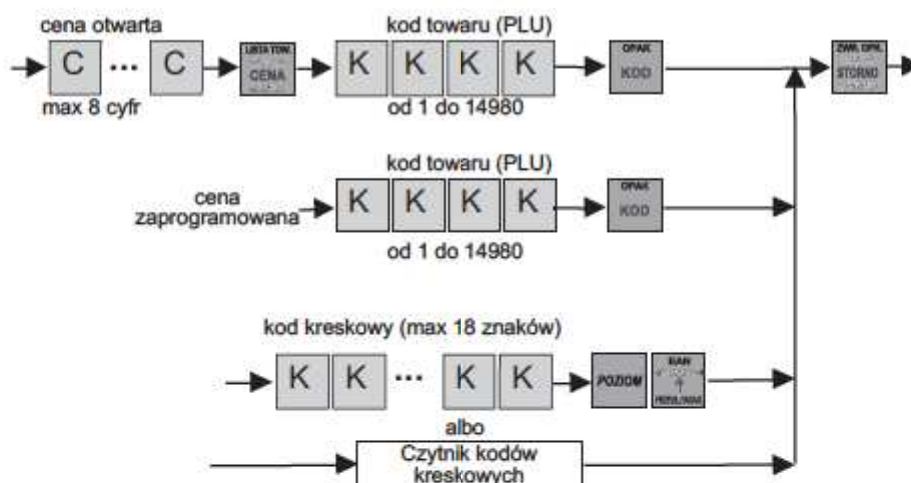 cena otwarta
kod towaru (PLU)
C ... C
LISTA TOW.
CENA
K K K K
OPAK
KOD
ZWR. OPK.
STORNO
max 8 cyfr
od 1 do 14980
kod towaru (PLU)
cena
zaprogramowana
K K K K
OPAK
KOD
od 1 do 14980
kod kreskowy (max 18 znaków)
K K ... K K
POZIOM
EAN
albo
Czytnik kodów
kreskowych